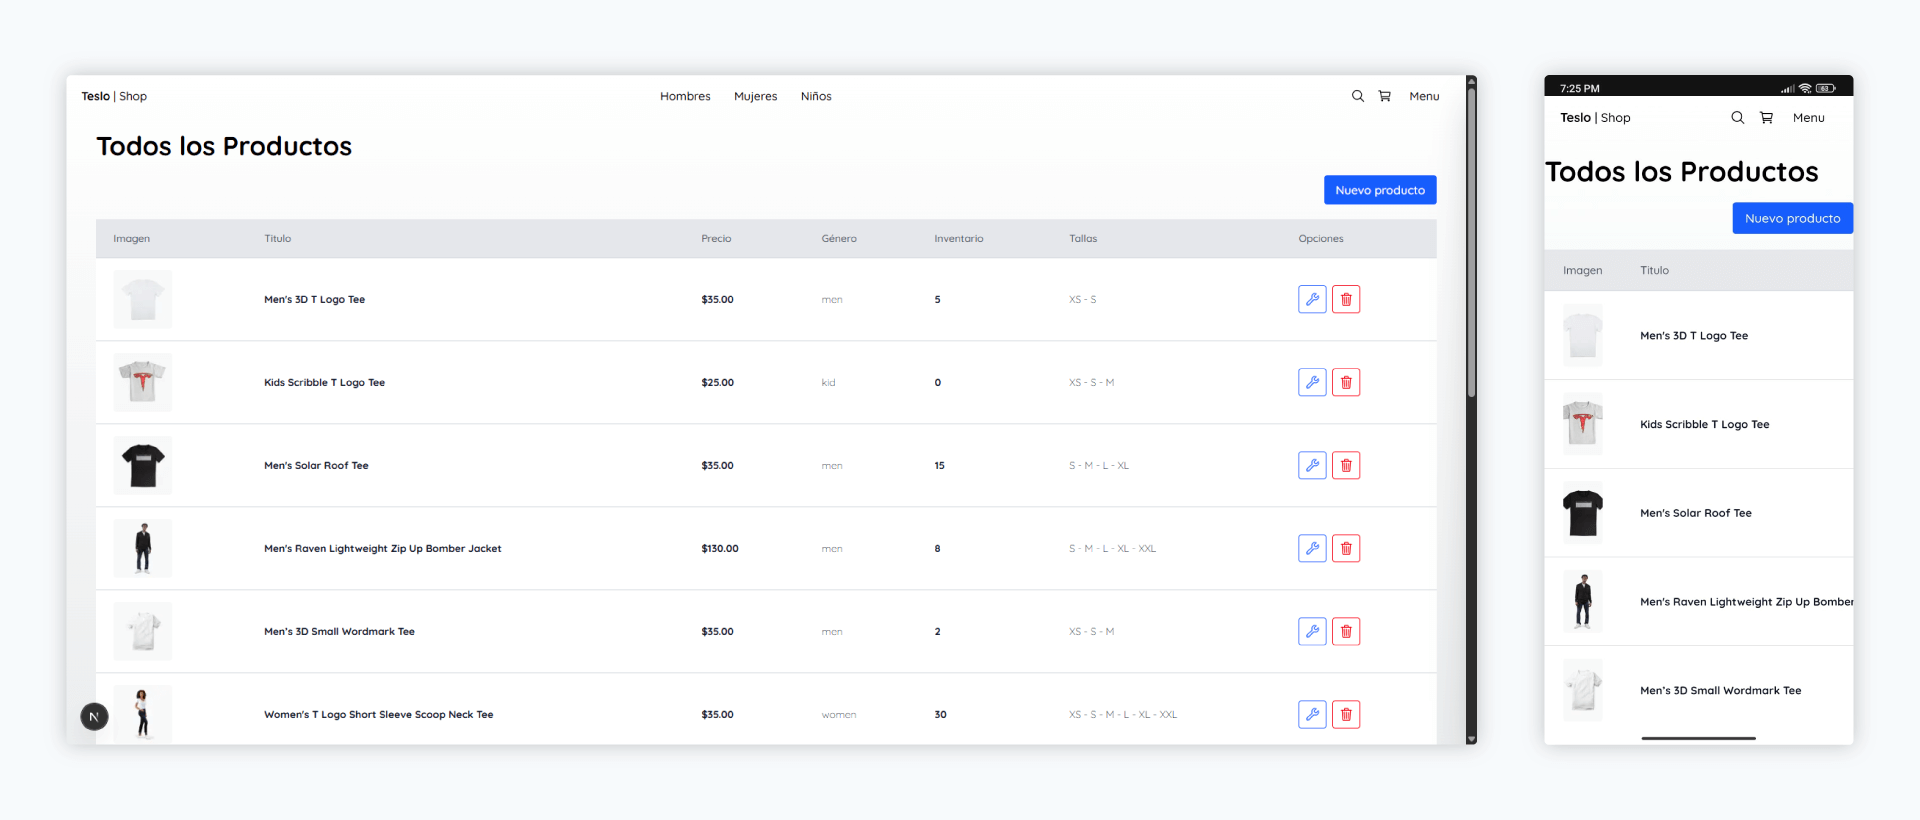 Teslo | Shop
Hombres Mujeres Niños
Menu
Todos los Productos
Nuevo producto
Imagen Titulo Precio Género Inventario Tallas Opciones
Men's 3D T Logo Tee $35.00 men 5 XS - S
Kids Scribble T Logo Tee $25.00 kid 0 XS - S - M
Men's Solar Roof Tee $35.00 men 15 S - M - L - XL
Men's Raven Lightweight Zip Up Bomber Jacket $130.00 men 8 S - M - L - XL - XXL
Men's 3D Small Wordmark Tee $35.00 men 2 XS - S - M
Women's T Logo Short Sleeve Scoop Neck Tee $35.00 women 30 XS - S - M - L - XL - XXL
N
7:25 PM 63
Teslo | Shop Menu
Todos los Productos
Nuevo producto
Imagen Titulo
Men's 3D T Logo Tee
Kids Scribble T Logo Tee
Men's Solar Roof Tee
Men's Raven Lightweight Zip Up Bomber
Men's 3D Small Wordmark Tee